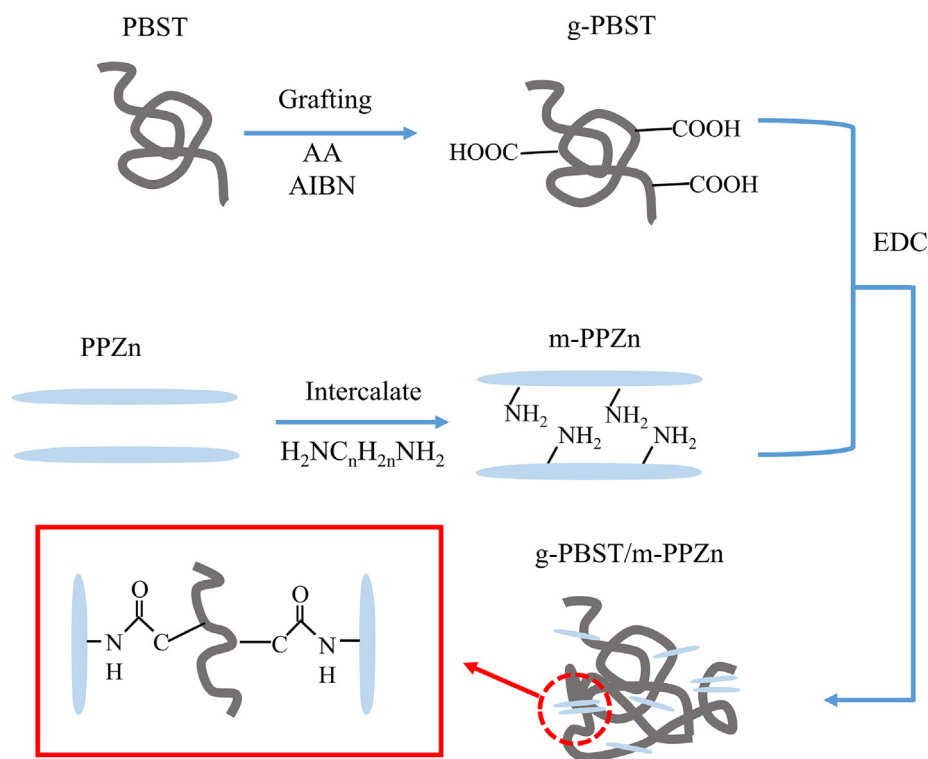 PBST
g-PBST
Grafting
AA
AIBN
COOH
HOOC
COOH
EDC
PPZn
m-PPZn
Intercalate
H₂NCₙH₂ₙNH₂
NH₂
NH₂
NH₂
NH₂
g-PBST/m-PPZn
O
O
N
C
C
N
H
H